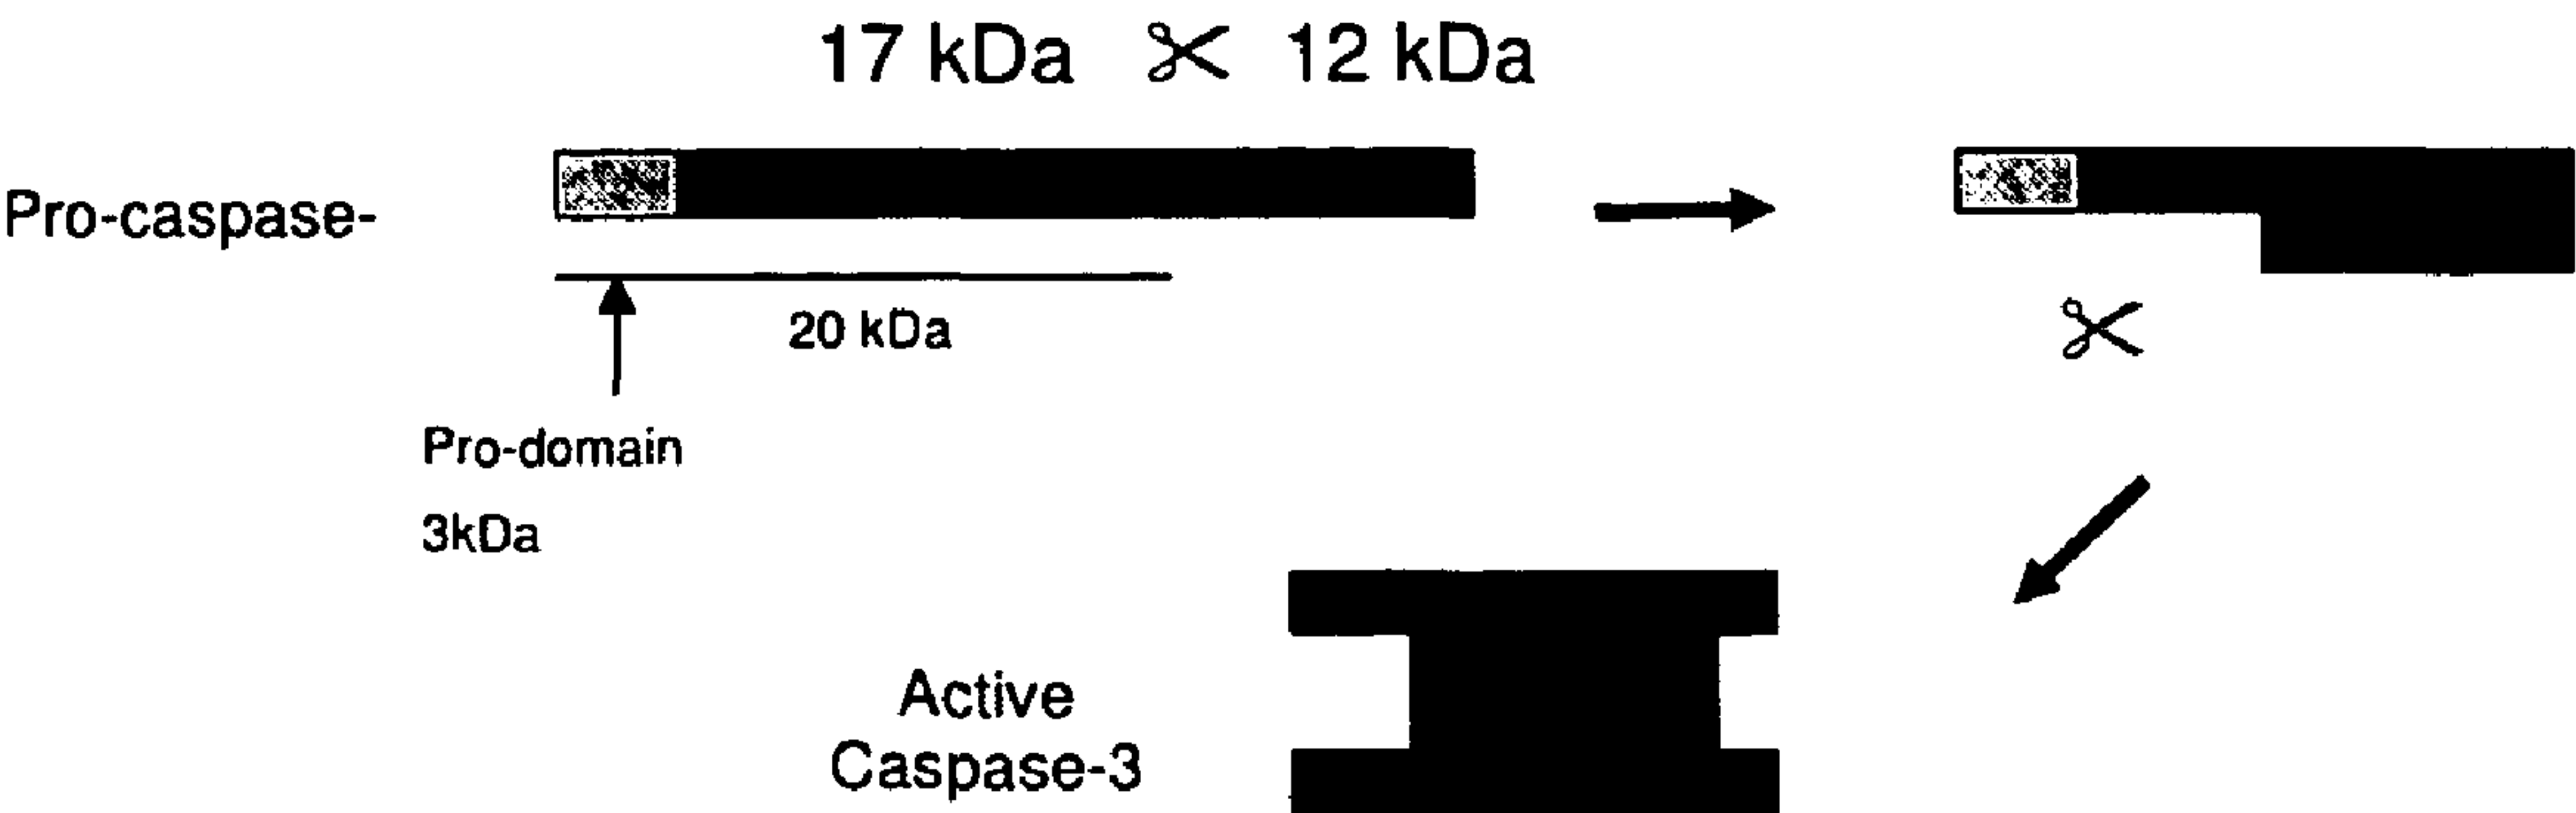 17 kDa ✂ 12 kDa
Pro-caspase-
20 kDa
Pro-domain
3kDa
Active
Caspase-3